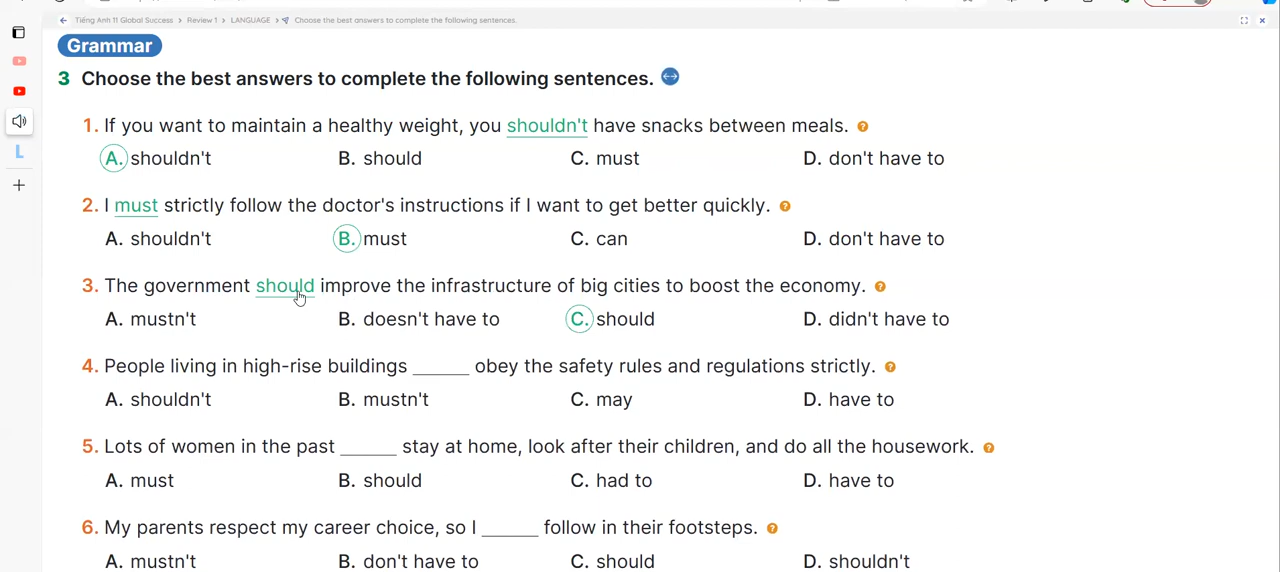 Tiếng Anh 11 Global Success > Review 1 > LANGUAGE > Choose the best answers to complete the following sentences.
Grammar
3 Choose the best answers to complete the following sentences.
1. If you want to maintain a healthy weight, you shouldn't have snacks between meals.
A. shouldn't B. should C. must D. don't have to
2. I must strictly follow the doctor's instructions if I want to get better quickly.
A. shouldn't B. must C. can D. don't have to
3. The government should improve the infrastructure of big cities to boost the economy.
A. mustn't B. doesn't have to C. should D. didn't have to
4. People living in high-rise buildings ______ obey the safety rules and regulations strictly.
A. shouldn't B. mustn't C. may D. have to
5. Lots of women in the past ______ stay at home, look after their children, and do all the housework.
A. must B. should C. had to D. have to
6. My parents respect my career choice, so I ______ follow in their footsteps.
A. mustn't B. don't have to C. should D. shouldn't